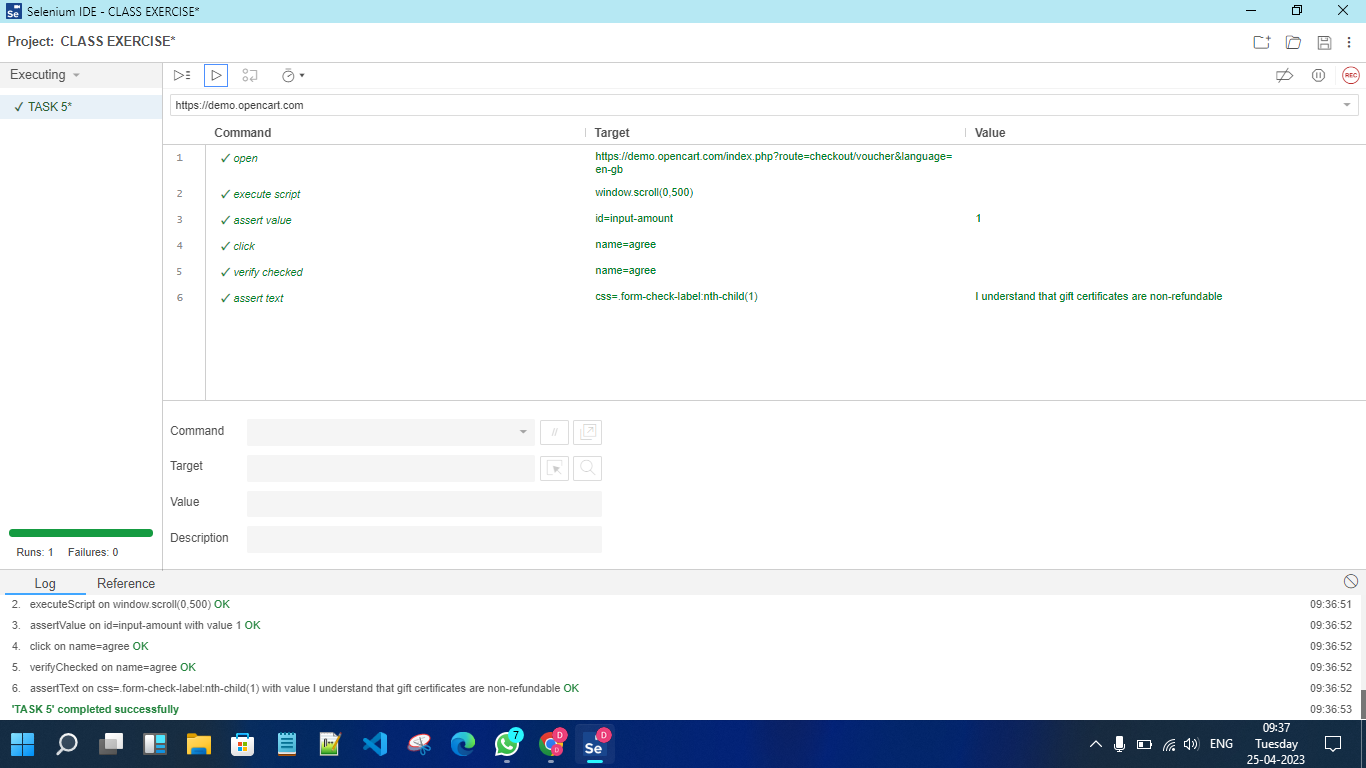 Selenium IDE - CLASS EXERCISE*
Project: CLASS EXERCISE*
Executing
REC
✓ TASK 5*
https://demo.opencart.com
Command Target Value
1 ✓ open https://demo.opencart.com/index.php?route=checkout/voucher&language=
en-gb
2 ✓ execute script window.scroll(0,500)
3 ✓ assert value id=input-amount 1
4 ✓ click name=agree
5 ✓ verify checked name=agree
6 ✓ assert text css=.form-check-label:nth-child(1) I understand that gift certificates are non-refundable
Command //
Target
Value
Description
Runs: 1 Failures: 0
Log Reference
2. executeScript on window.scroll(0,500) OK 09:36:51
3. assertValue on id=input-amount with value 1 OK 09:36:52
4. click on name=agree OK 09:36:52
5. verifyChecked on name=agree OK 09:36:52
6. assertText on css=.form-check-label:nth-child(1) with value I understand that gift certificates are non-refundable OK 09:36:52
'TASK 5' completed successfully 09:36:53
7 D D Se D
ENG
09:37
Tuesday
25-04-2023